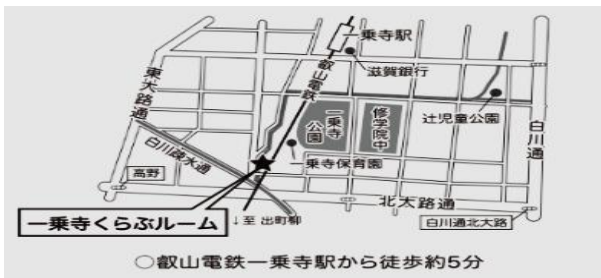 一乗寺駅
滋賀銀行
叡山電鉄
東大路通
一乗寺
公園
修学院中
辻児童公園
白川通
白川疎水通
一乗寺保育園
高野
北大路通
一乗寺くらぶルーム
↓至 出町柳
白川通北大路
○叡山電鉄一乗寺駅から徒歩約5分